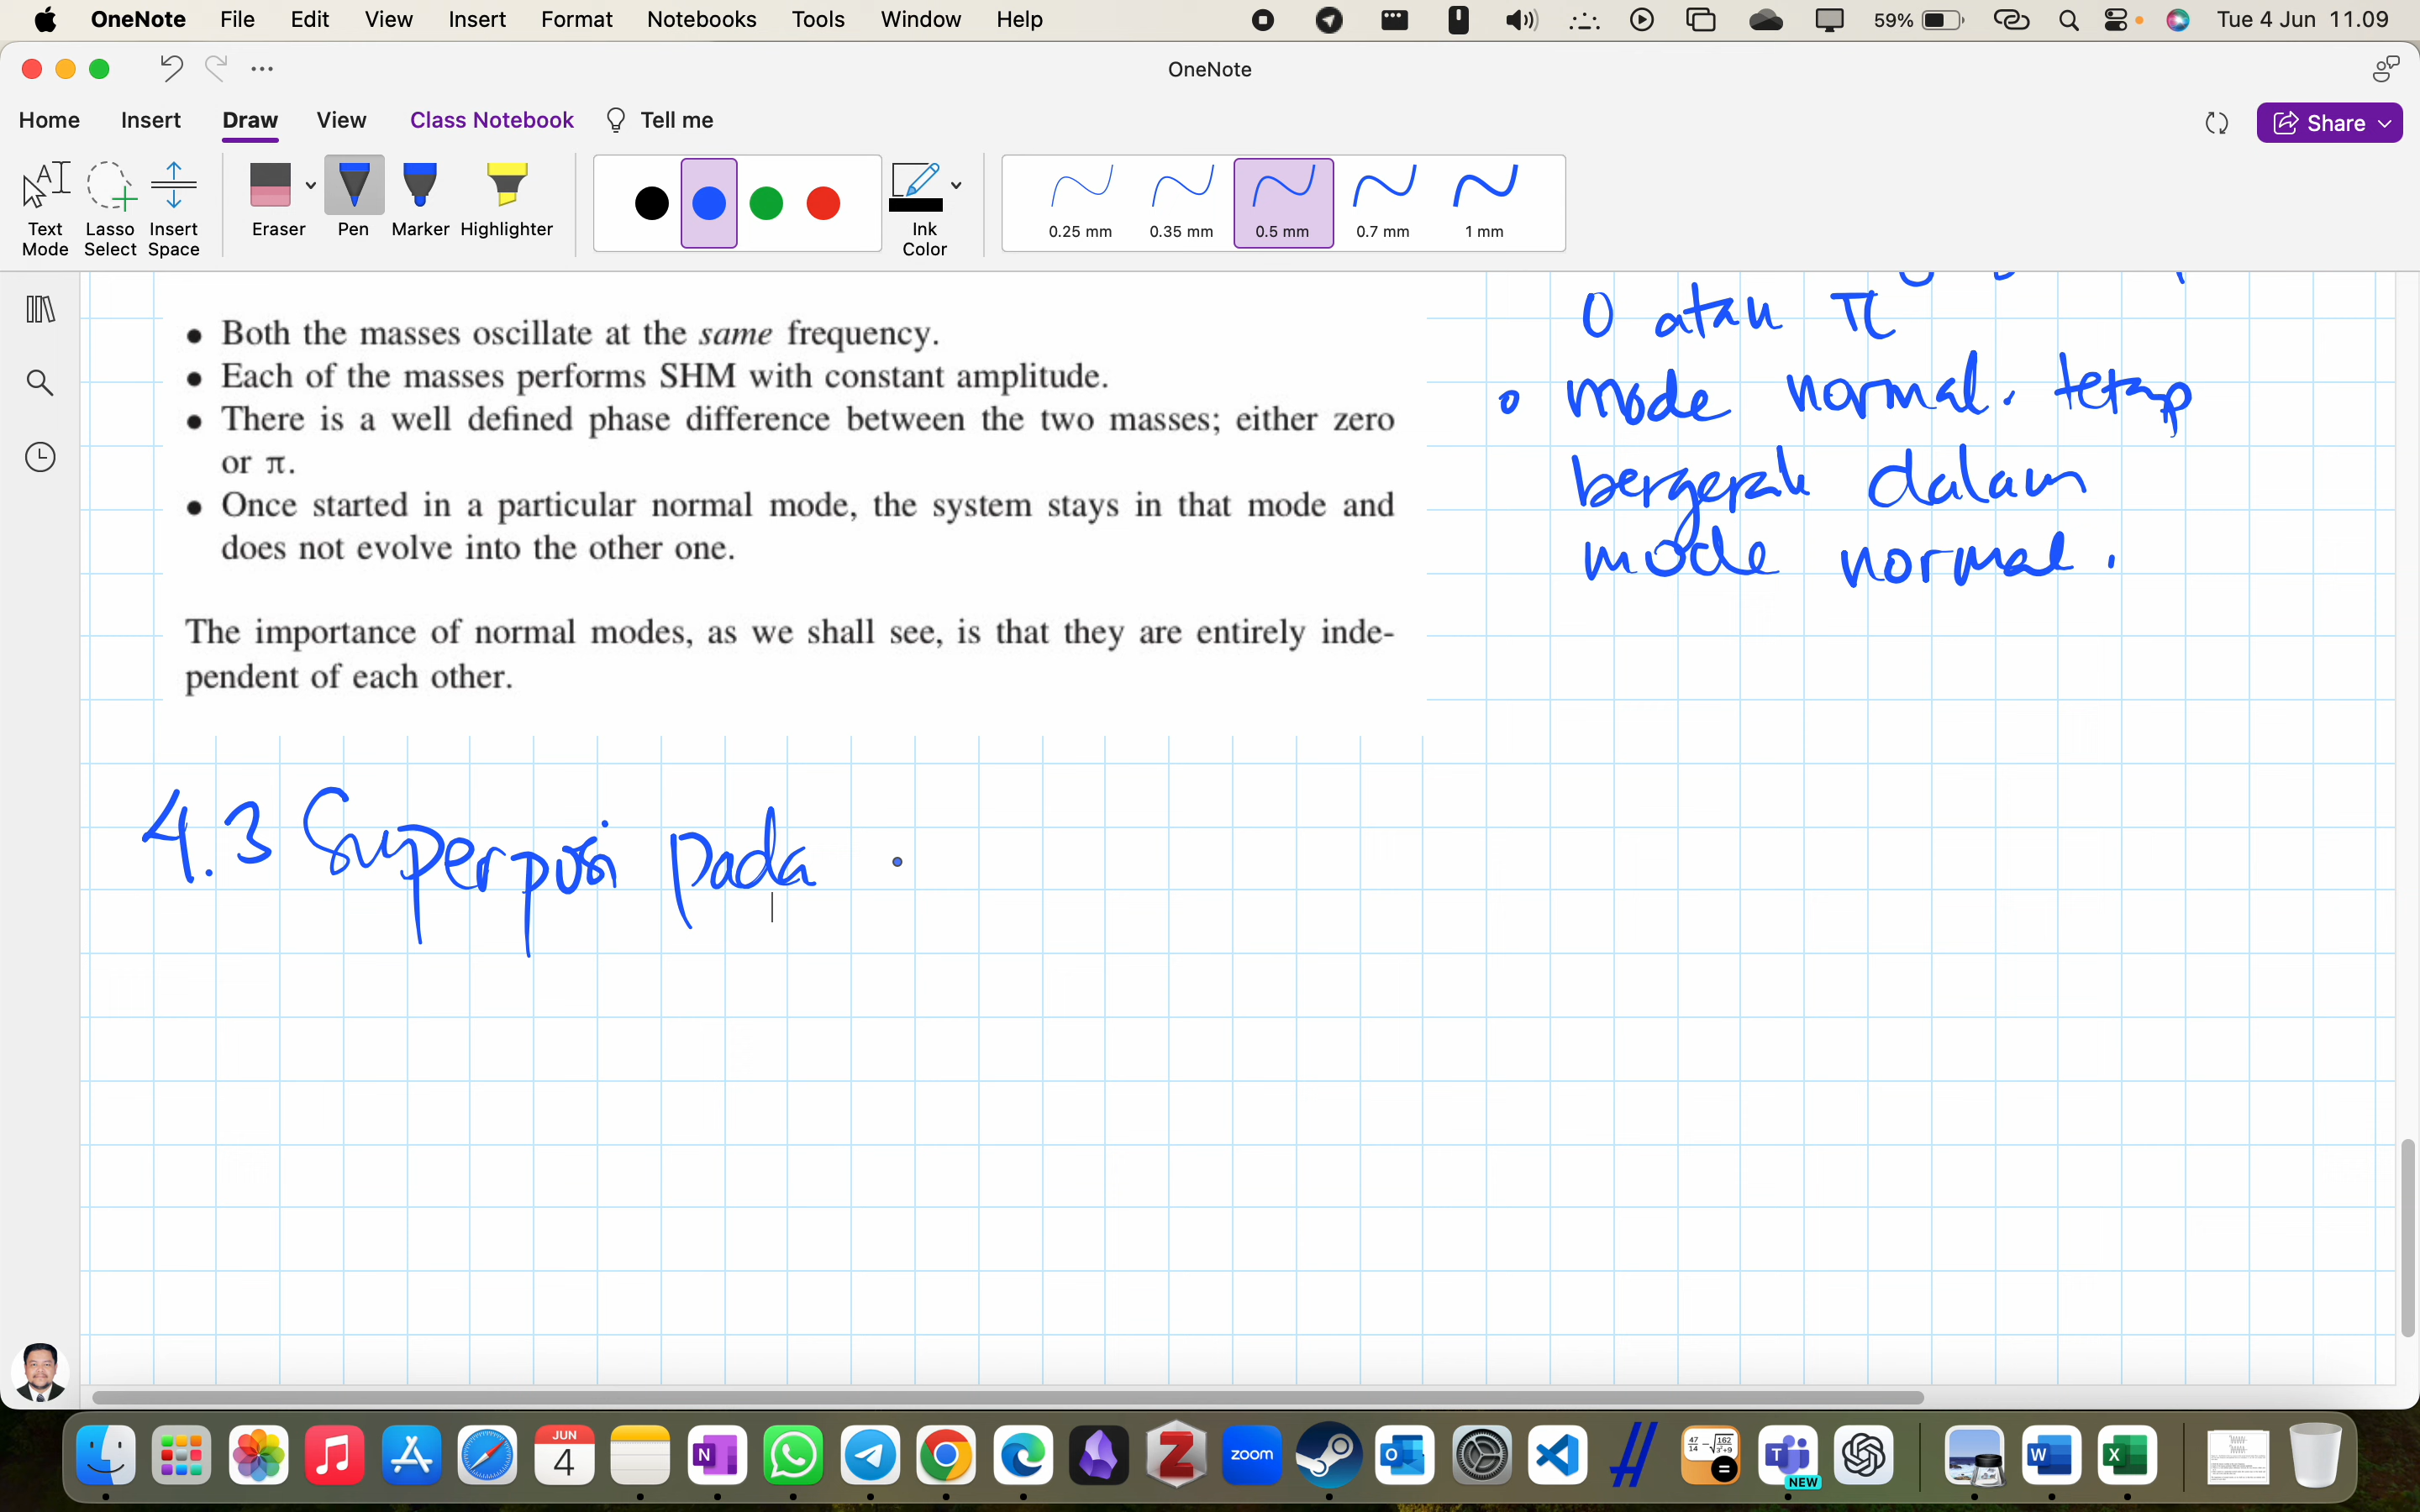 OneNote File Edit View Insert Format Notebooks Tools Window Help 59% Tue 4 Jun 11.09
OneNote
Home Insert Draw View Class Notebook Tell me Share
Text Mode Lasso Select Insert Space Eraser Pen Marker Highlighter Ink Color 0.25 mm 0.35 mm 0.5 mm 0.7 mm 1 mm
• Both the masses oscillate at the same frequency.
• Each of the masses performs SHM with constant amplitude.
• There is a well defined phase difference between the two masses; either zero
or π.
• Once started in a particular normal mode, the system stays in that mode and
does not evolve into the other one.
The importance of normal modes, as we shall see, is that they are entirely inde-
pendent of each other.
0 atau π
mode normal. tetap
bergerak dalam
mode normal.
4.3 Superposisi pada
JUN
4
N
zoom
O
47/14 - √162/3²+9
=
T
NEW
W
X